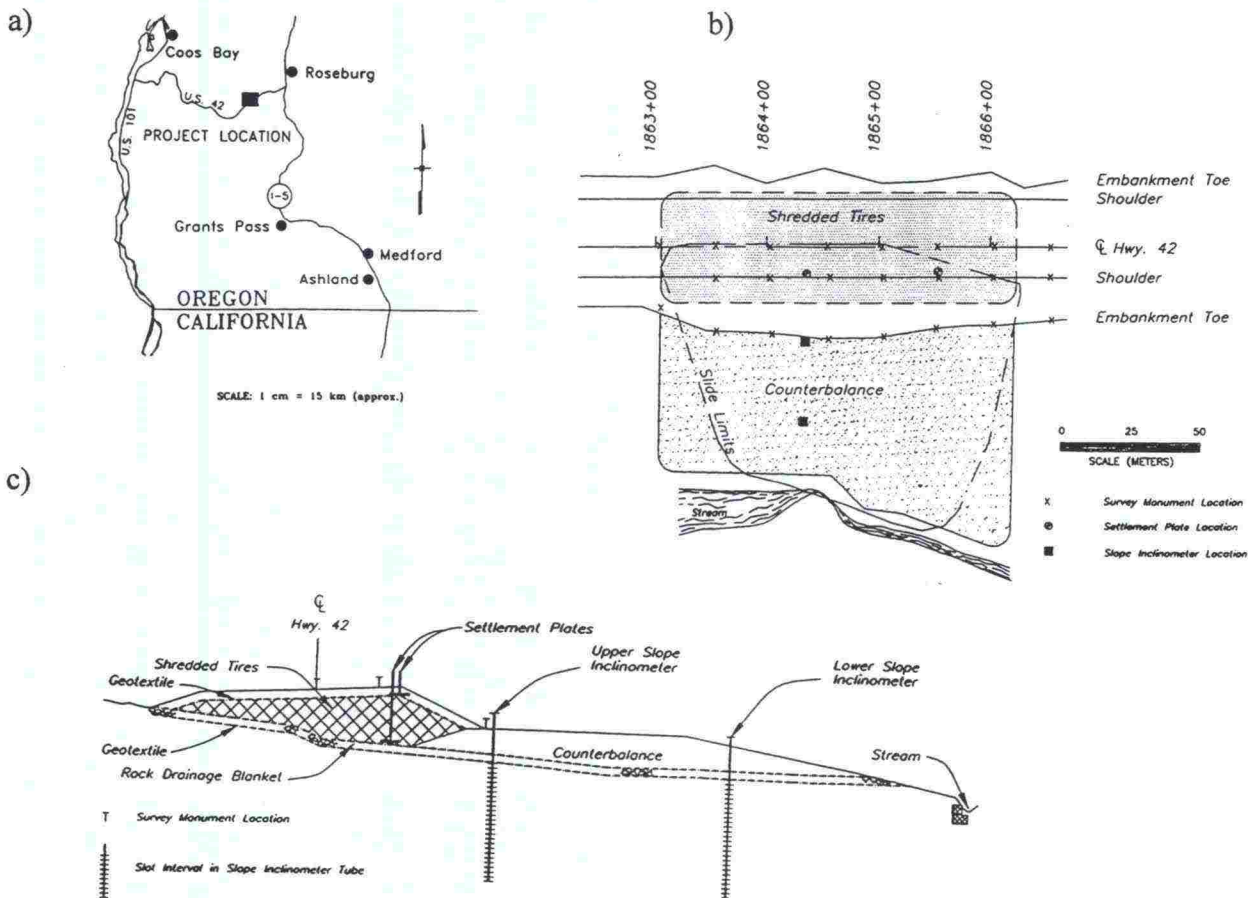 a)
Coos Bay
Roseburg
U.S. 42
U.S. 101
PROJECT LOCATION
I-5
Grants Pass
Medford
Ashland
OREGON
CALIFORNIA
SCALE: 1 cm = 15 km (approx.)
b)
1863+00
1864+00
1865+00
1866+00
Embankment Toe
Shoulder
Shredded Tires
℄ Hwy. 42
Shoulder
Embankment Toe
Counterbalance
Slide Limits
Stream
0 25 50
SCALE (METERS)
x Survey Monument Location
Settlement Plate Location
Slope Inclinometer Location
c)
℄
Hwy. 42
Settlement Plates
Shredded Tires
Upper Slope
Inclinometer
Lower Slope
Inclinometer
Geotextile
T T
T
Geotextile
Counterbalance
Stream
Rock Drainage Blanket
T Survey Monument Location
Slot Interval in Slope Inclinometer Tube